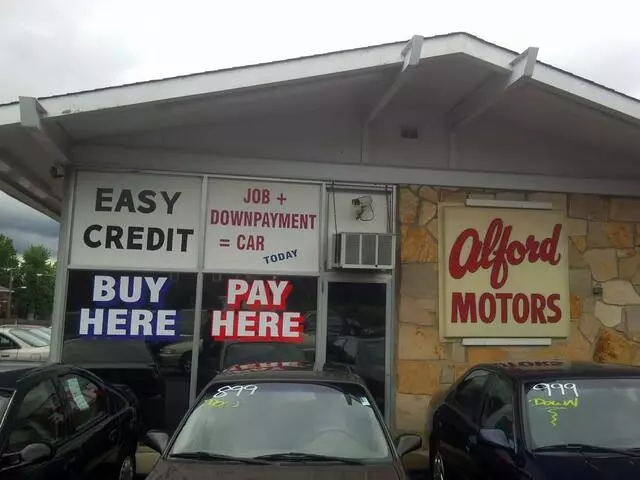 EASY
CREDIT
JOB +
DOWNPAYMENT
= CAR
TODAY
BUY
HERE
PAY
HERE
Alford
MOTORS
899
999
DOWN